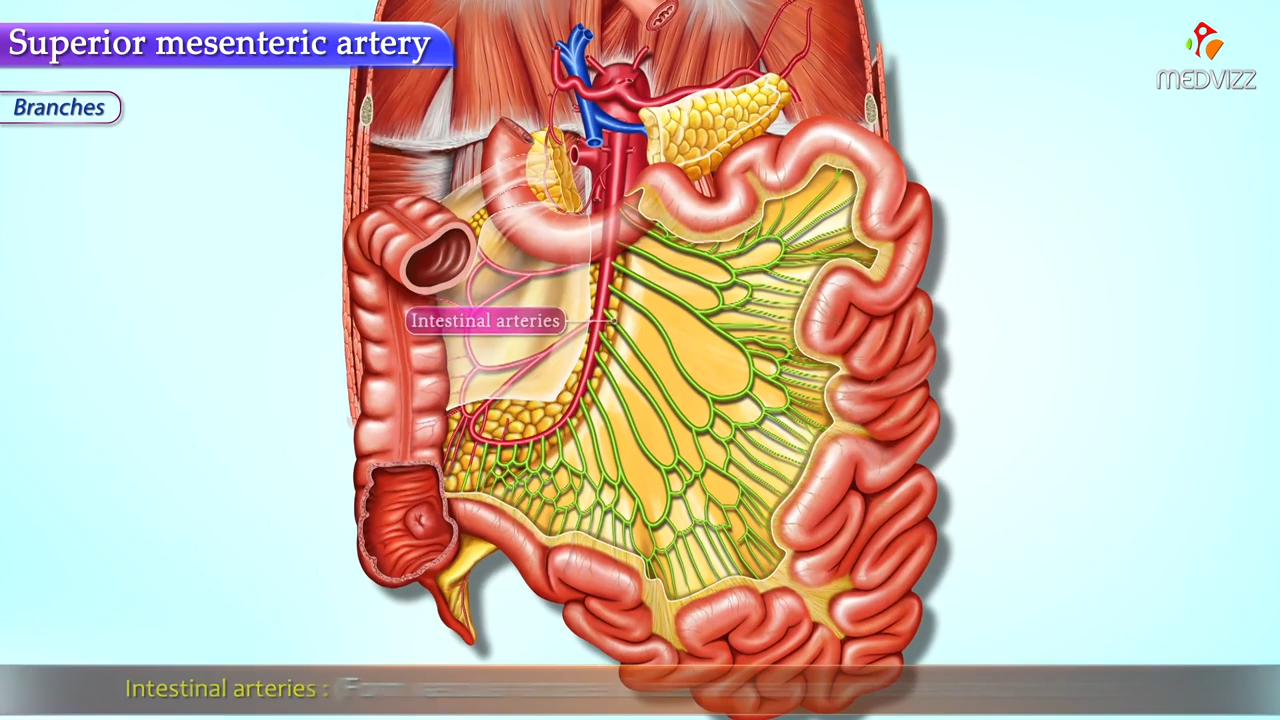 Superior mesenteric artery
MEDVIZZ
Branches
Intestinal arteries
Intestinal arteries :